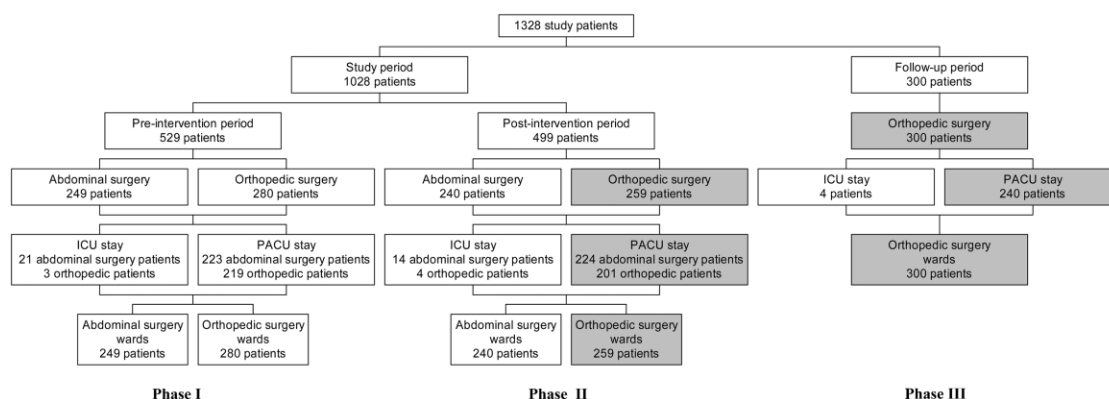 1328 study patients
Study period
1028 patients
Follow-up period
300 patients
Pre-intervention period
529 patients
Post-intervention period
499 patients
Orthopedic surgery
300 patients
Abdominal surgery
249 patients
Orthopedic surgery
280 patients
Abdominal surgery
240 patients
Orthopedic surgery
259 patients
ICU stay
4 patients
PACU stay
240 patients
ICU stay
21 abdominal surgery patients
3 orthopedic patients
PACU stay
223 abdominal surgery patients
219 orthopedic patients
ICU stay
14 abdominal surgery patients
4 orthopedic patients
PACU stay
224 abdominal surgery patients
201 orthopedic patients
Orthopedic surgery
wards
300 patients
Abdominal surgery
wards
249 patients
Orthopedic surgery
wards
280 patients
Abdominal surgery
wards
240 patients
Orthopedic surgery
wards
259 patients
Phase I
Phase II
Phase III